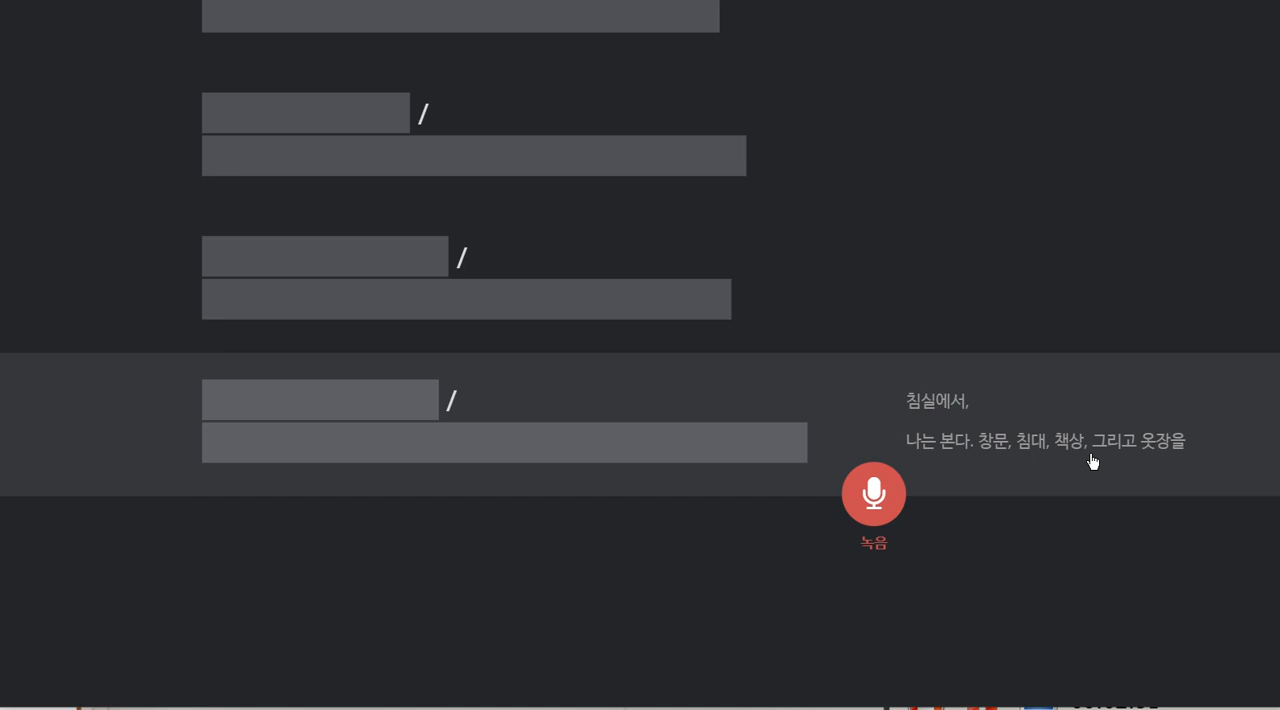 /
/
/
침실에서,
나는 본다. 창문, 침대, 책상, 그리고 옷장을
녹음